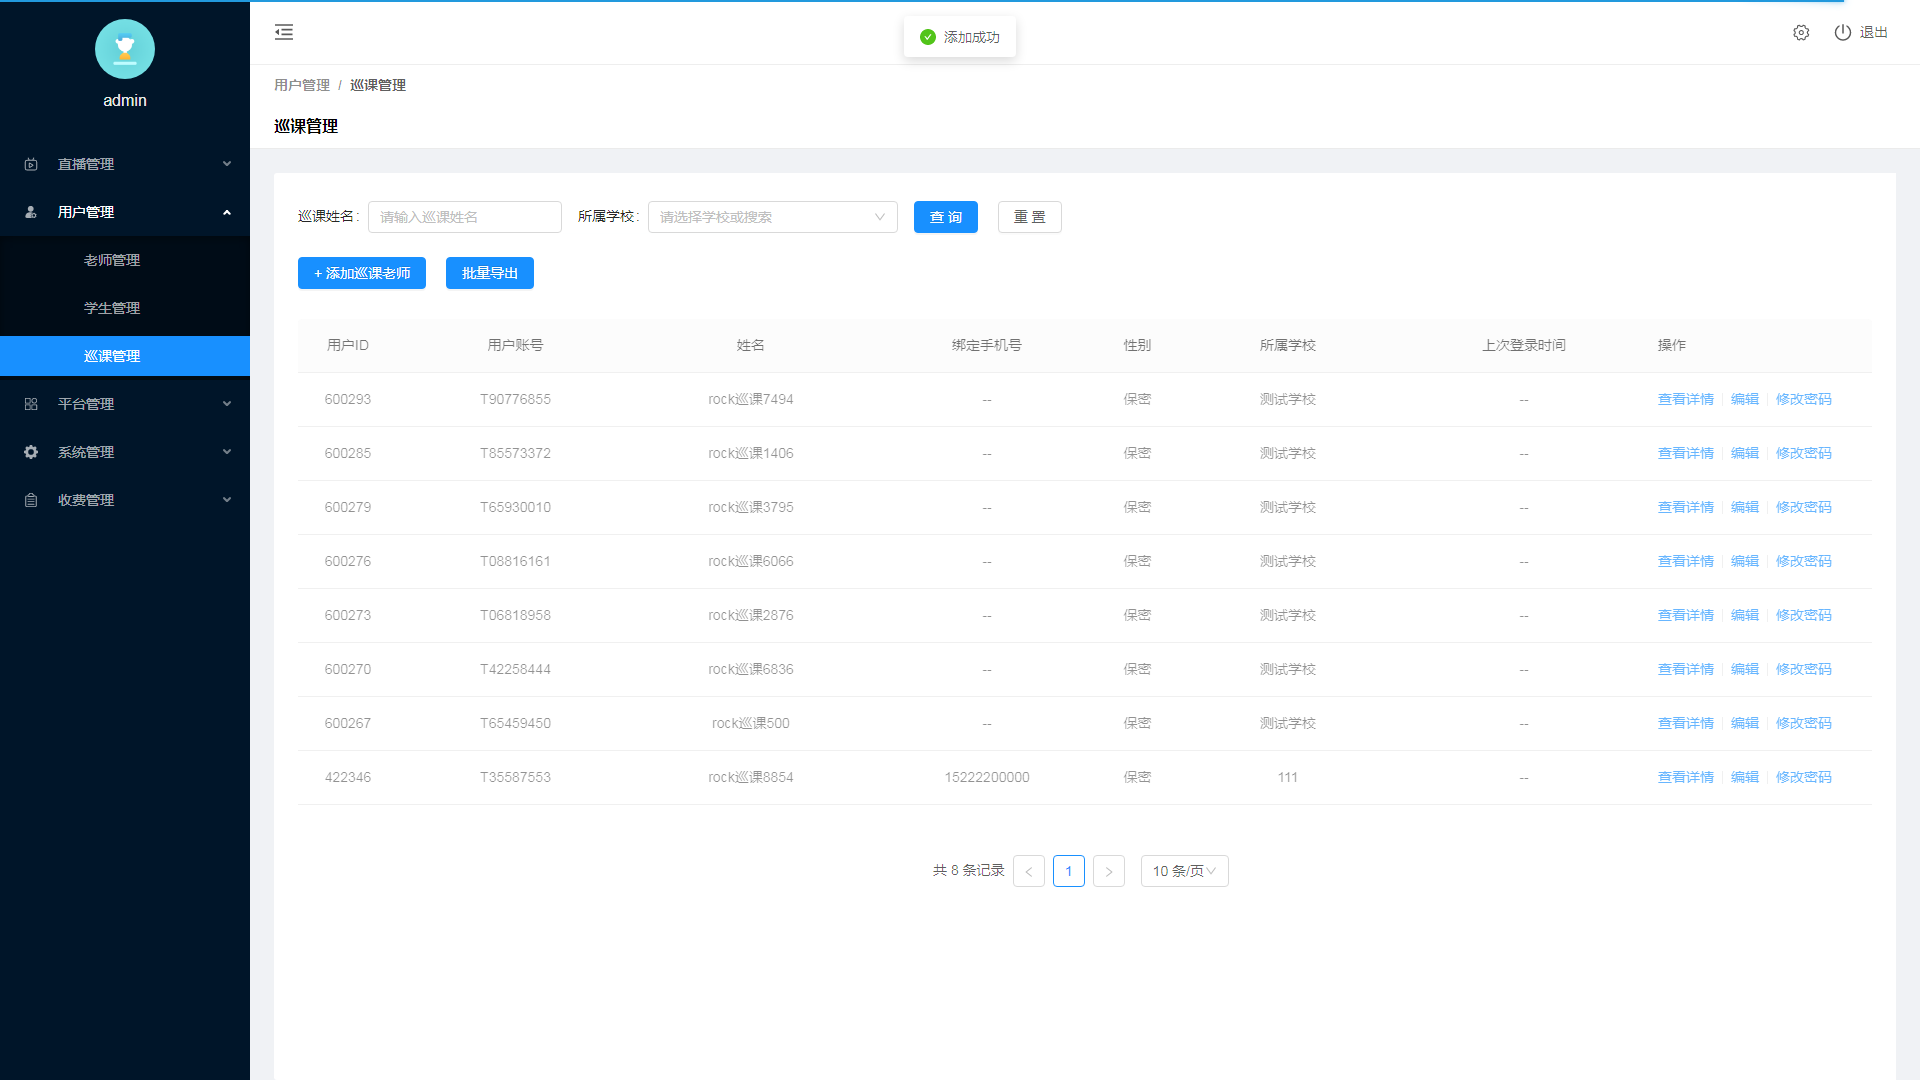 admin
直播管理
用户管理
老师管理
学生管理
巡课管理
平台管理
系统管理
收费管理
添加成功
退出
用户管理 / 巡课管理
巡课管理
巡课姓名: 请输入巡课姓名 所属学校: 请选择学校或搜索 查 询 重 置
+ 添加巡课老师 批量导出
用户ID 用户账号 姓名 绑定手机号 性别 所属学校 上次登录时间 操作
600293 T90776855 rock巡课7494 -- 保密 测试学校 -- 查看详情 编辑 修改密码
600285 T85573372 rock巡课1406 -- 保密 测试学校 -- 查看详情 编辑 修改密码
600279 T65930010 rock巡课3795 -- 保密 测试学校 -- 查看详情 编辑 修改密码
600276 T08816161 rock巡课6066 -- 保密 测试学校 -- 查看详情 编辑 修改密码
600273 T06818958 rock巡课2876 -- 保密 测试学校 -- 查看详情 编辑 修改密码
600270 T42258444 rock巡课6836 -- 保密 测试学校 -- 查看详情 编辑 修改密码
600267 T65459450 rock巡课500 -- 保密 测试学校 -- 查看详情 编辑 修改密码
422346 T35587553 rock巡课8854 15222200000 保密 111 -- 查看详情 编辑 修改密码
共 8 条记录 < 1 > 10 条/页